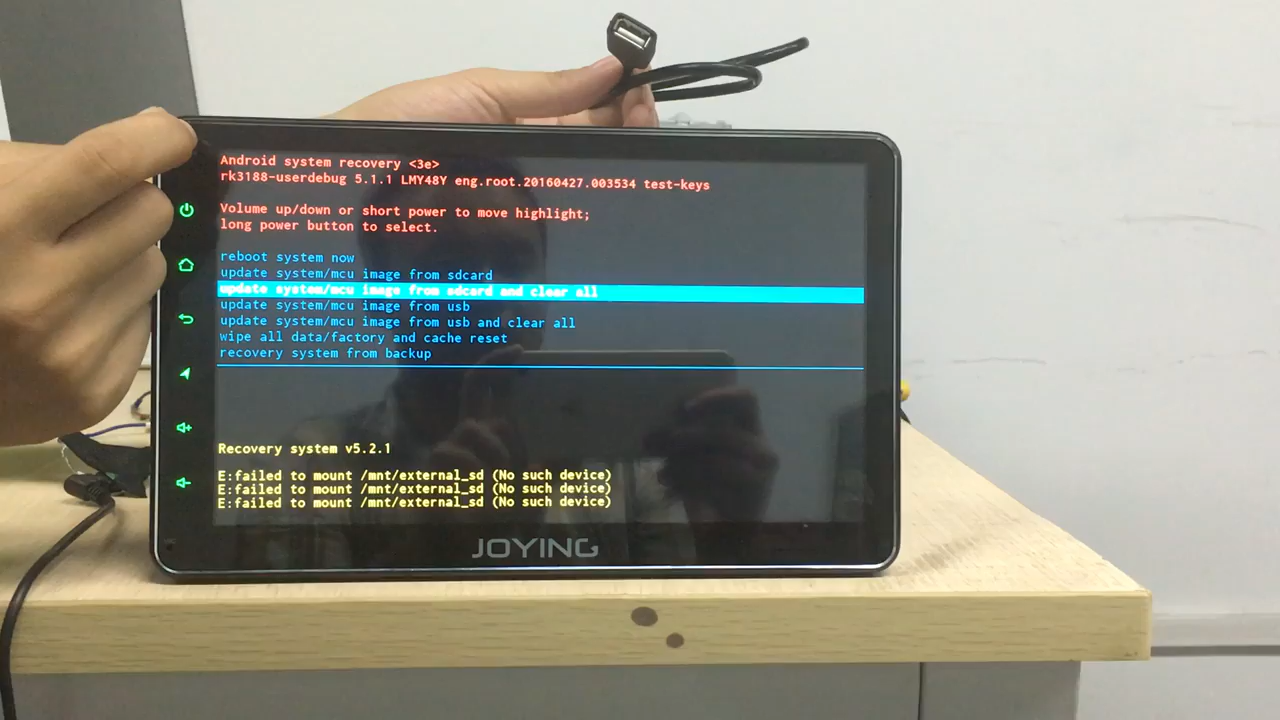 Android system recovery <3e>
rk3188-userdebug 5.1.1 LMY48Y eng.root.20160427.003534 test-keys
Volume up/down or short power to move highlight;
long power button to select.
reboot system now
update system/mcu image from sdcard
update system/mcu image from sdcard and clear all
update system/mcu image from usb
update system/mcu image from usb and clear all
wipe all data/factory and cache reset
recovery system from backup
Recovery system v5.2.1
E:failed to mount /mnt/external_sd (No such device)
E:failed to mount /mnt/external_sd (No such device)
E:failed to mount /mnt/external_sd (No such device)
JOYING